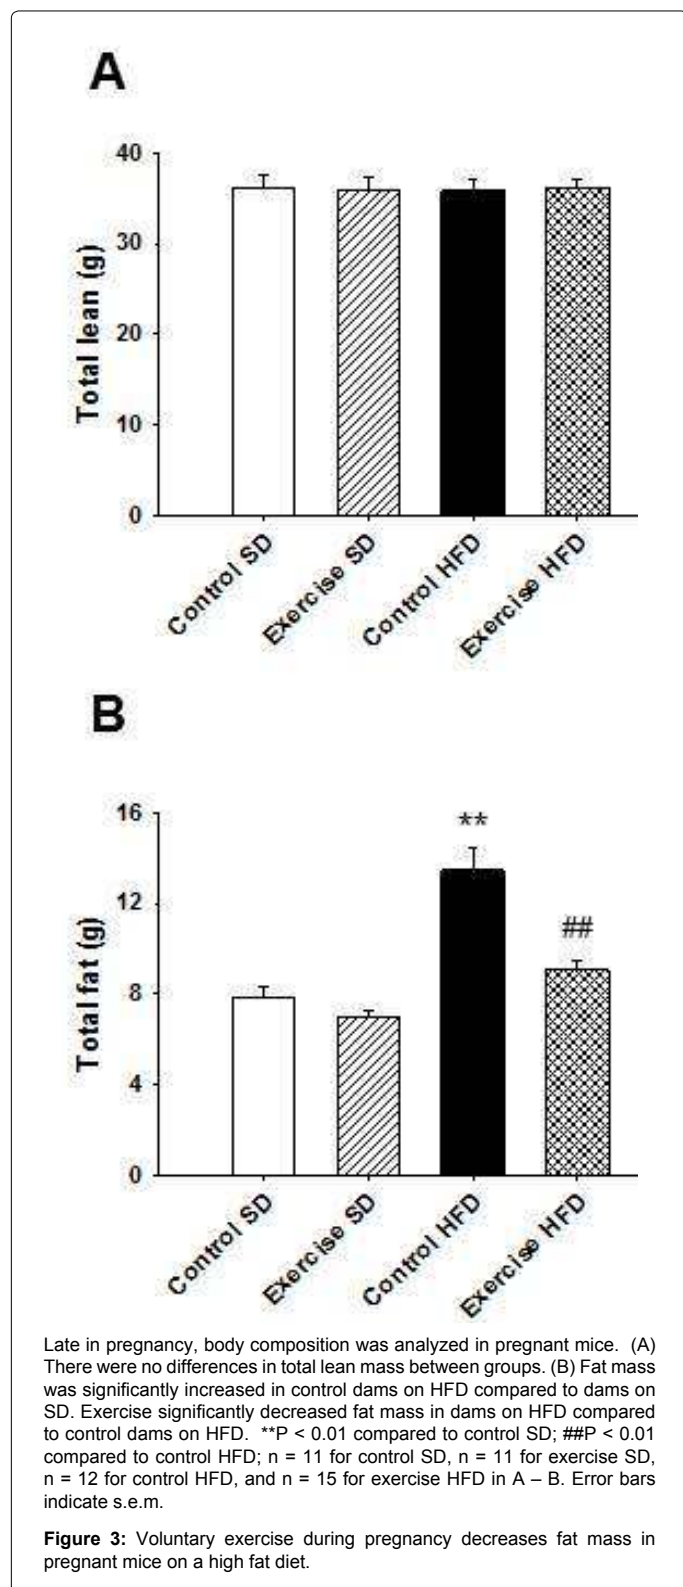 A
40
30
20
10
0
Total lean (g)
Control SD
Exercise SD
Control HFD
Exercise HFD
B
16
12
8
4
0
Total fat (g)
**
##
Control SD
Exercise SD
Control HFD
Exercise HFD
Late in pregnancy, body composition was analyzed in pregnant mice. (A)
There were no differences in total lean mass between groups. (B) Fat mass
was significantly increased in control dams on HFD compared to dams on
SD. Exercise significantly decreased fat mass in dams on HFD compared
to control dams on HFD. **P < 0.01 compared to control SD; ##P < 0.01
compared to control HFD; n = 11 for control SD, n = 11 for exercise SD,
n = 12 for control HFD, and n = 15 for exercise HFD in A – B. Error bars
indicate s.e.m.
Figure 3: Voluntary exercise during pregnancy decreases fat mass in
pregnant mice on a high fat diet.